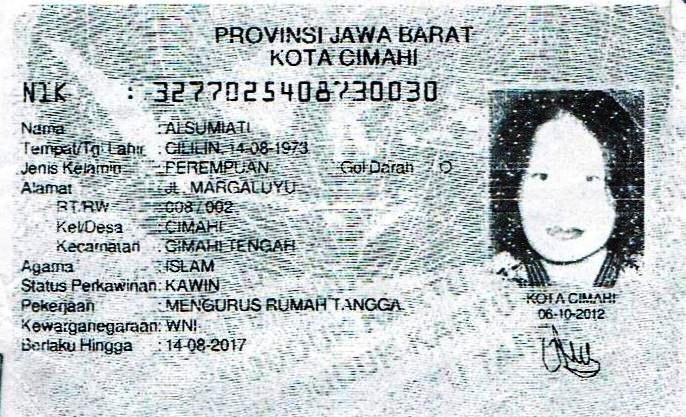 PROVINSI JAWA BARAT
KOTA CIMAHI
NIK : 3277025408730030
Nama : AI SUMIATI
Tempat/Tgl Lahir : CILILIN, 14-08-1973
Jenis Kelamin : PEREMPUAN Gol Darah : O
Alamat : JL. MARGALUYU
RT/RW : 008 / 002
Kel/Desa : CIMAHI
Kecamatan : CIMAHI TENGAH
Agama : ISLAM
Status Perkawinan: KAWIN
Pekerjaan : MENGURUS RUMAH TANGGA
Kewarganegaraan: WNI
Berlaku Hingga : 14-08-2017
KOTA CIMAHI
06-10-2012